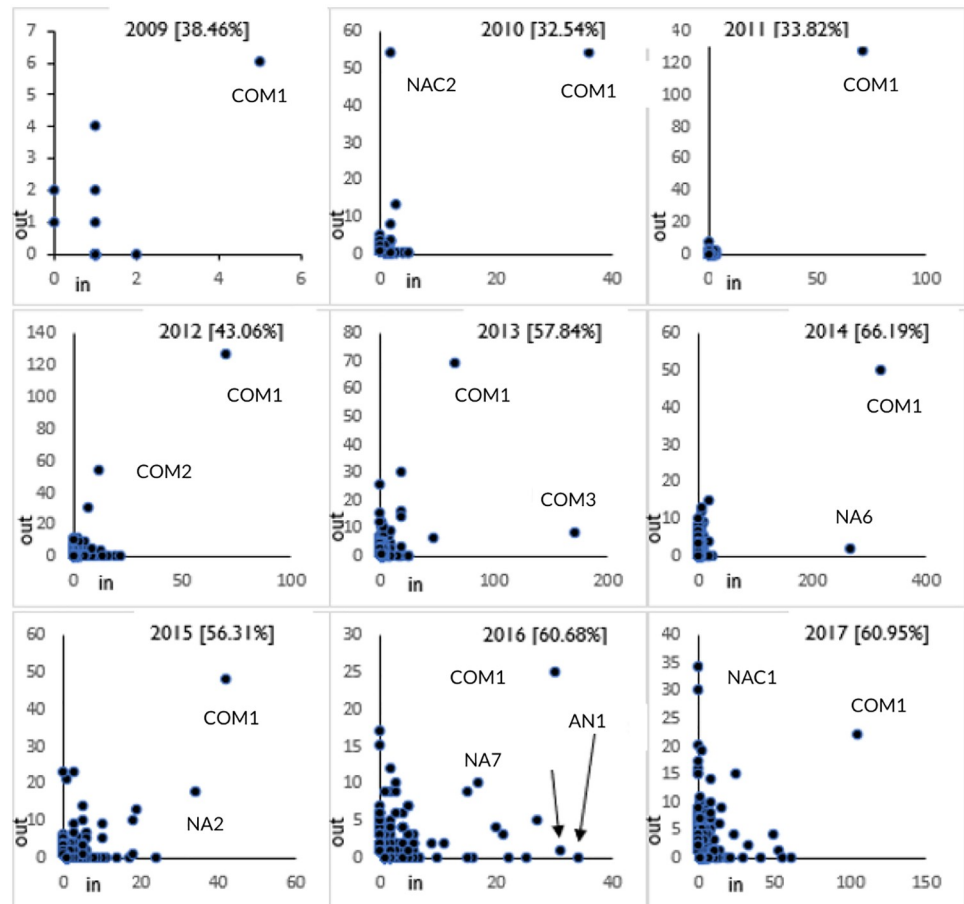 2009 [38.46%]
7
6
5
4
3
2
1
0
out
COM1
0 2 4 6
in
2010 [32.54%]
60
50
40
30
20
10
0
out
NAC2
COM1
0 20 40
in
2011 [33.82%]
40
120
100
80
60
40
20
0
out
COM1
0 50 100
in
2012 [43.06%]
140
120
100
80
60
40
20
0
out
COM1
COM2
0 50 100
in
2013 [57.84%]
80
70
60
50
40
30
20
10
0
out
COM1
COM3
0 100 200
in
2014 [66.19%]
60
50
40
30
20
10
0
out
COM1
NA6
0 200 400
in
2015 [56.31%]
60
50
40
30
20
10
0
out
COM1
NA2
0 20 40 60
in
2016 [60.68%]
30
25
20
15
10
5
0
out
COM1
AN1
NA7
0 20 40
in
2017 [60.95%]
40
35
30
25
20
15
10
5
0
out
NAC1
COM1
0 50 100 150
in